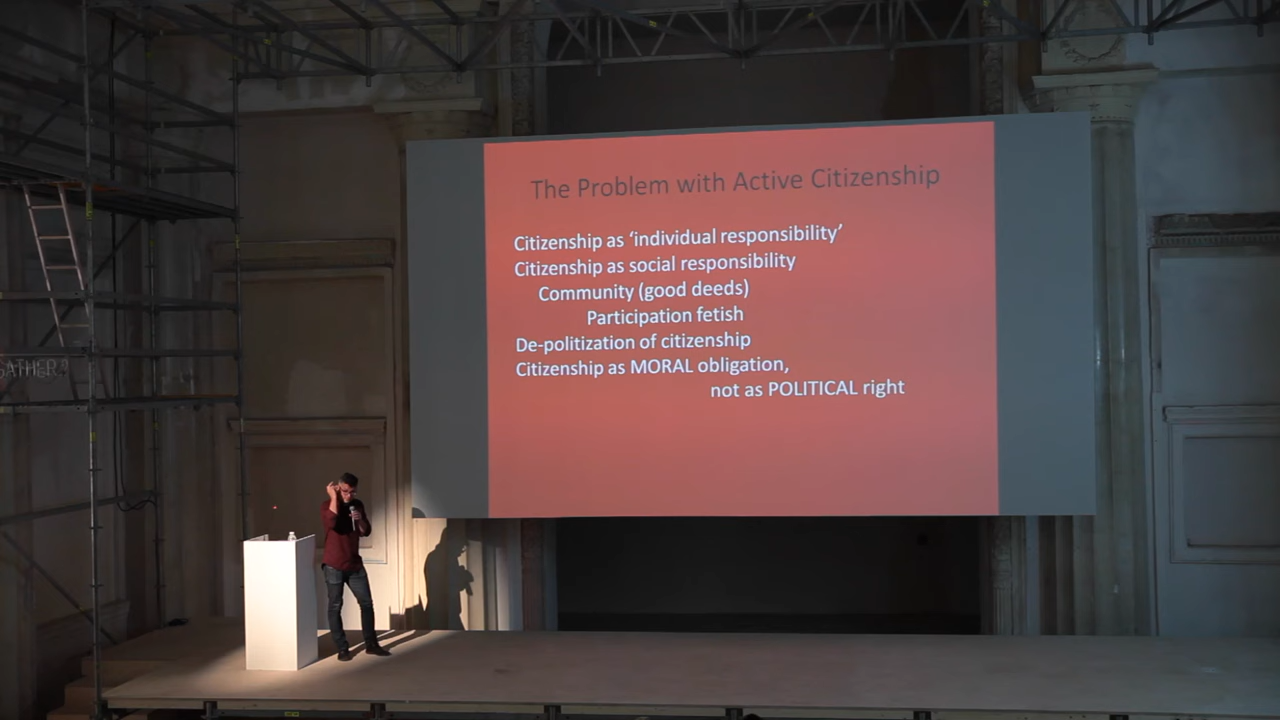 The Problem with Active Citizenship
Citizenship as ‘individual responsibility’
Citizenship as social responsibility
Community (good deeds)
Participation fetish
De-politization of citizenship
Citizenship as MORAL obligation,
not as POLITICAL right